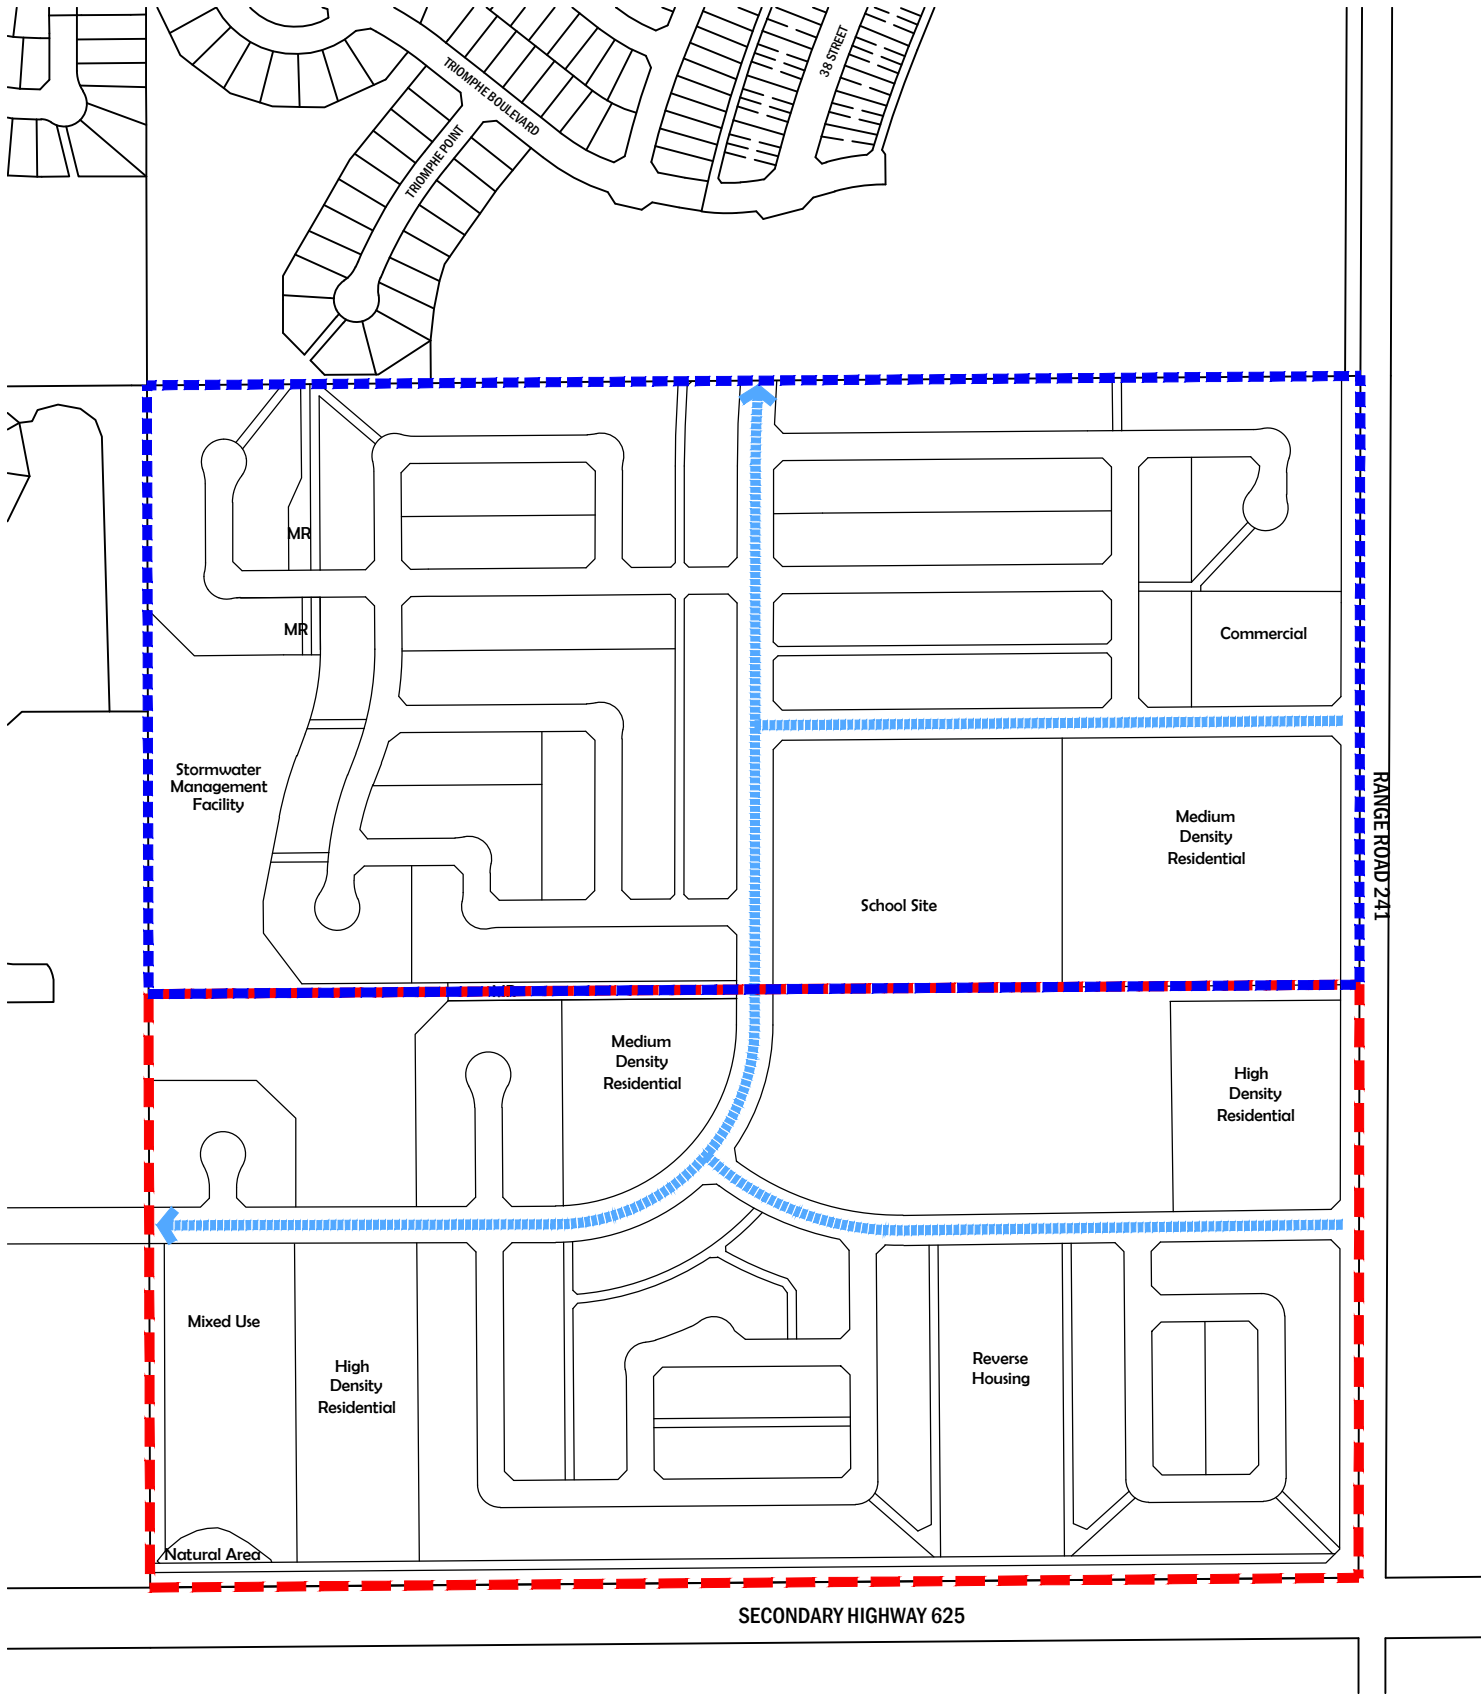 38 STREET
TRIOMPHE BOULEVARD
TRIOMPHE POINT
MR
MR
Commercial
Stormwater
Management
Facility
Medium
Density
Residential
RANGE ROAD 241
School Site
MR
Medium
Density
Residential
High
Density
Residential
Mixed Use
High
Density
Residential
Reverse
Housing
Natural Area
SECONDARY HIGHWAY 625